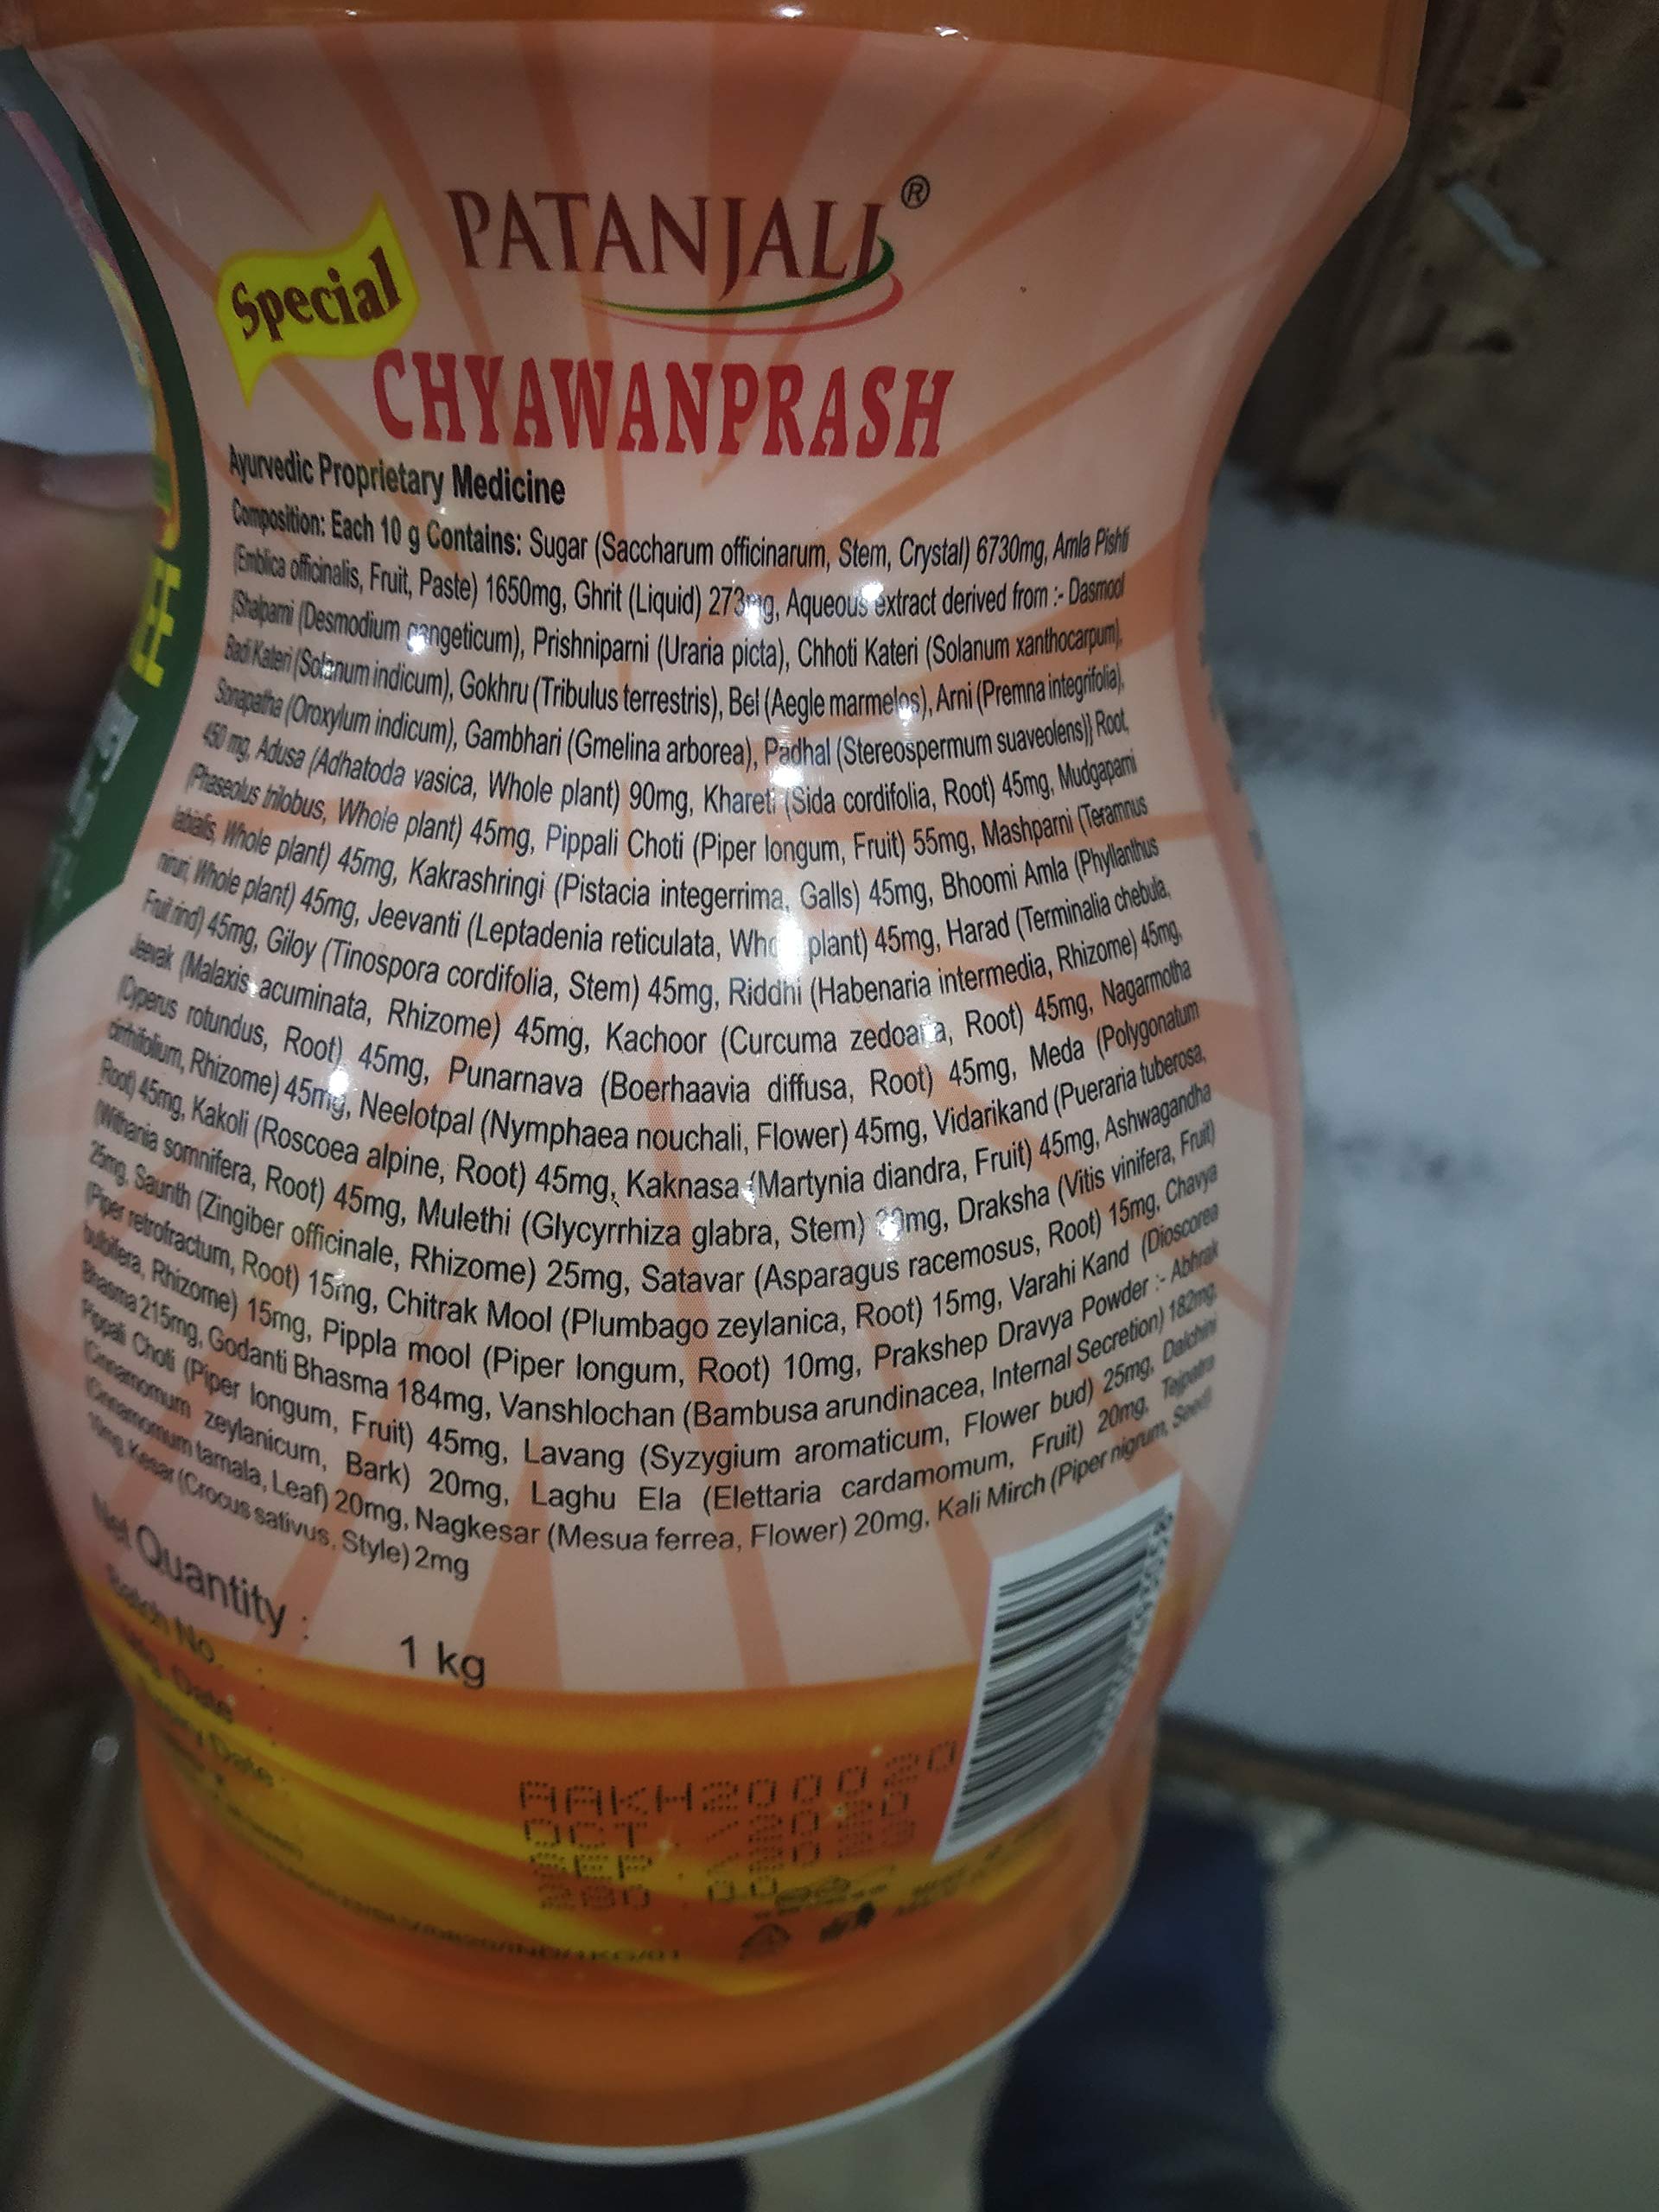 Special
PATANJALI®
CHYAWANPRASH
Ayurvedic Proprietary Medicine
Composition: Each 10 g Contains: Sugar (Saccharum officinarum, Stem, Crystal) 6730mg, Amla Pishti
(Emblica officinalis, Fruit, Paste) 1650mg, Ghrit (Liquid) Aqueous extract derived from :- Dasmool
{Shalparni (Desmodium gangeticum), Prishniparni (Uraria picta), Chhoti Kateri (Solanum xanthocarpum),
Badi Kateri (Solanum indicum), Gokhru (Tribulus terrestris), Bel (Aegle marmelos), Arni (Premna integrifolia),
Sonapatha (Oroxylum indicum), Gambhari (Gmelina arborea), Padhal (Stereospermum suaveolens)} Root,
450 mg, Adusa (Adhatoda vasica, Whole plant) 90mg, Khareti (Sida cordifolia, Root) 45mg, Mudgaparni
(Phaseolus trilobus, Whole plant) 45mg, Pippali Choti (Piper longum, Fruit) 55mg, Mashparni (Teramnus
labialis, Whole plant) 45mg, Kakrashringi (Pistacia integerrima, Galls) 45mg, Bhoomi Amla (Phyllanthus
niruri, Whole plant) 45mg, Jeevanti (Leptadenia reticulata, plant) 45mg, Harad (Terminalia chebula,
Fruit rind) 45mg, Giloy (Tinospora cordifolia, Stem) 45mg, Riddhi (Habenaria intermedia, Rhizome) 45mg,
Jeevak (Malaxis acuminata, Rhizome) 45mg, Kachoor (Curcuma zedoaria, Root) 45mg, Nagarmotha
(Cyperus rotundus, Root) 45mg, Punarnava (Boerhaavia diffusa, Root) 45mg, Meda (Polygonatum
cirrhifolium, Rhizome) 45mg, Neelotpal (Nymphaea nouchali, Flower) 45mg, Vidarikand (Pueraria tuberosa,
Root) 45mg, Kakoli (Roscoea alpine, Root) 45mg, Kaknasa (Martynia diandra, Fruit) 45mg, Ashwagandha
(Withania somnifera, Root) 45mg, Mulethi (Glycyrrhiza glabra, Stem) Draksha (Vitis vinifera, Fruit)
25mg, Saunth (Zingiber officinale, Rhizome) 25mg, Satavar (Asparagus racemosus, Root) 15mg, Chavya
(Piper retrofractum, Root) 15mg, Chitrak Mool (Plumbago zeylanica, Root) 15mg, Varahi Kand (Dioscorea
bulbifera, Rhizome) 15mg, Pippla mool (Piper longum, Root) 10mg, Prakshep Dravya Powder :- Abhrak
Bhasma 215mg, Godanti Bhasma 184mg, Vanshlochan (Bambusa arundinacea, Internal Secretion) 182mg,
Pippali Choti (Piper longum, Fruit) 45mg, Lavang (Syzygium aromaticum, Flower bud) 25mg, Dalchini
(Cinnamomum zeylanicum, Bark) 20mg, Laghu Ela (Elettaria cardamomum, Fruit) 20mg, Tejpatra
(Cinnamomum tamala, Leaf) 20mg, Nagkesar (Mesua ferrea, Flower) 20mg, Kali Mirch (Piper nigrum, Seed)
10mg, Kesar (Crocus sativus, Style) 2mg
Net Quantity : 1 kg
Batch No. : AAKH200020
Mfg. Date : OCT.
Expiry Date : SEP.
280.00